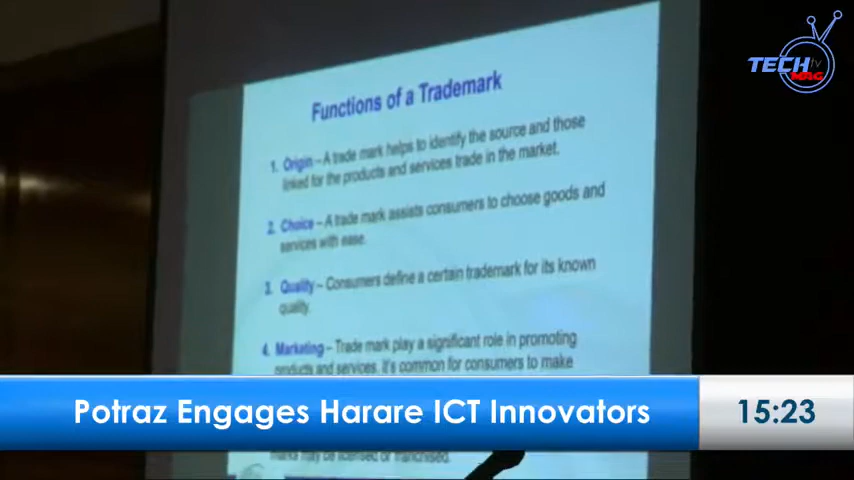 TECH tv
MAG
Functions of a Trademark
1. Origin – A trade mark helps to identify the source and those
linked for the products and services trade in the market.
2. Choice – A trade mark assists consumers to choose goods and
services with ease.
3. Quality – Consumers define a certain trademark for its known
quality.
4. Marketing – Trade mark play a significant role in promoting
products and services. It's common for consumers to make
Potraz Engages Harare ICT Innovators
15:23
marks may be licensed or franchised.